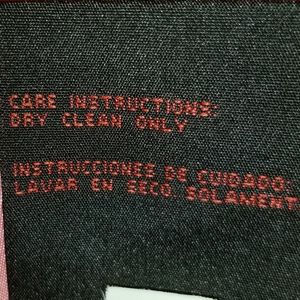 CARE INSTRUCTIONS:
DRY CLEAN ONLY
INSTRUCCIONES DE CUIDADO:
LAVAR EN SECO. SOLAMENT